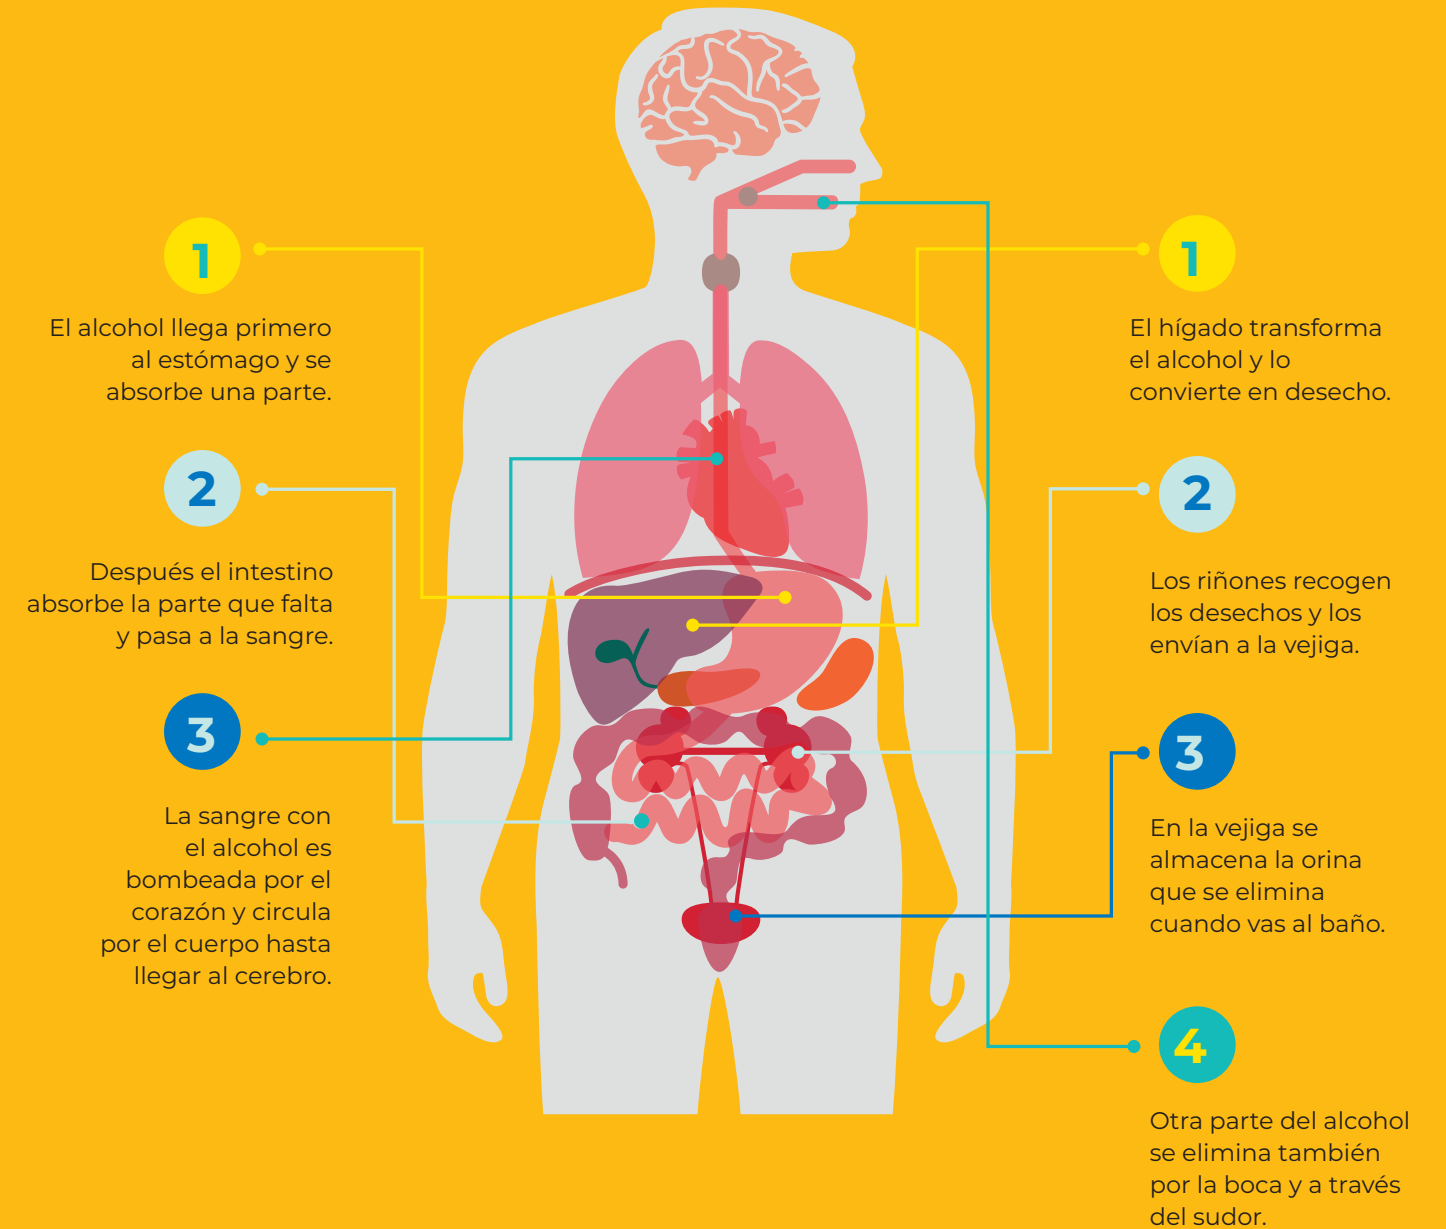 1
El alcohol llega primero
al estómago y se
absorbe una parte.
2
Después el intestino
absorbe la parte que falta
y pasa a la sangre.
3
La sangre con
el alcohol es
bombeada por el
corazón y circula
por el cuerpo hasta
llegar al cerebro.
1
El hígado transforma
el alcohol y lo
convierte en desecho.
2
Los riñones recogen
los desechos y los
envían a la vejiga.
3
En la vejiga se
almacena la orina
que se elimina
cuando vas al baño.
4
Otra parte del alcohol
se elimina también
por la boca y a través
del sudor.